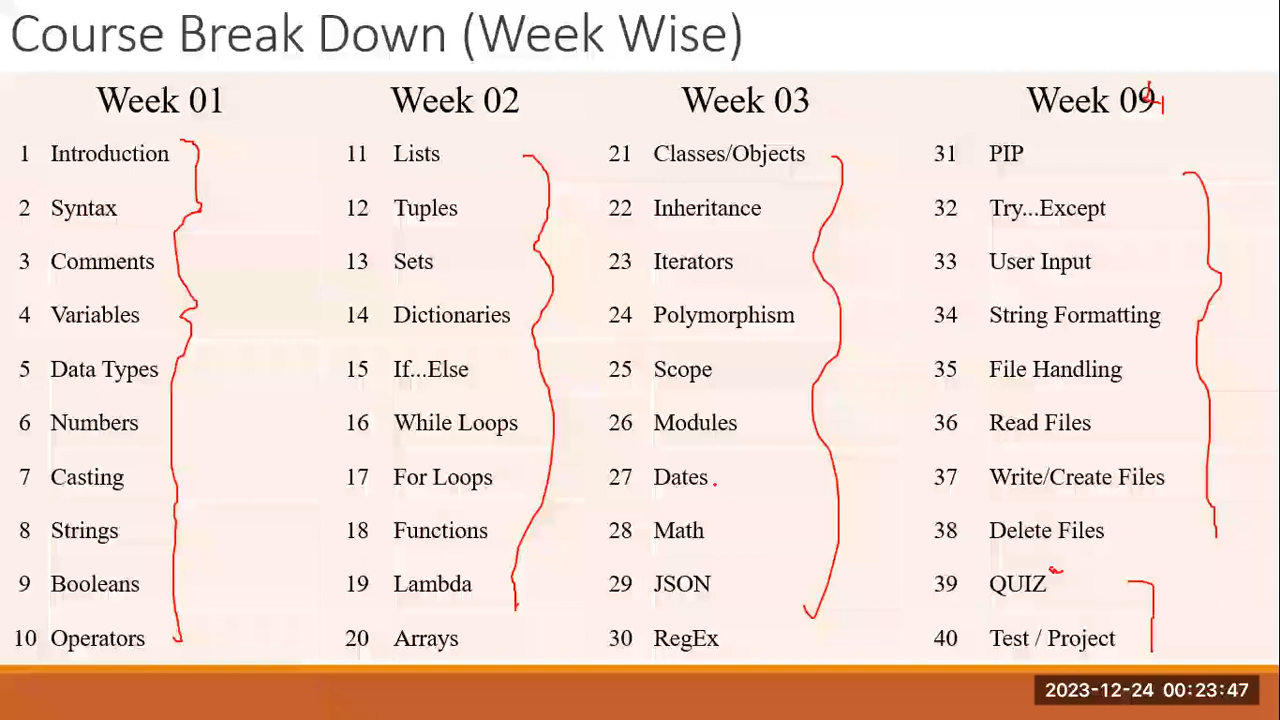 Course Break Down (Week Wise)
Week 01
1 Introduction
2 Syntax
3 Comments
4 Variables
5 Data Types
6 Numbers
7 Casting
8 Strings
9 Booleans
10 Operators
Week 02
11 Lists
12 Tuples
13 Sets
14 Dictionaries
15 If...Else
16 While Loops
17 For Loops
18 Functions
19 Lambda
20 Arrays
Week 03
21 Classes/Objects
22 Inheritance
23 Iterators
24 Polymorphism
25 Scope
26 Modules
27 Dates
28 Math
29 JSON
30 RegEx
Week 09
4
31 PIP
32 Try...Except
33 User Input
34 String Formatting
35 File Handling
36 Read Files
37 Write/Create Files
38 Delete Files
39 QUIZ
40 Test / Project
2023-12-24 00:23:47